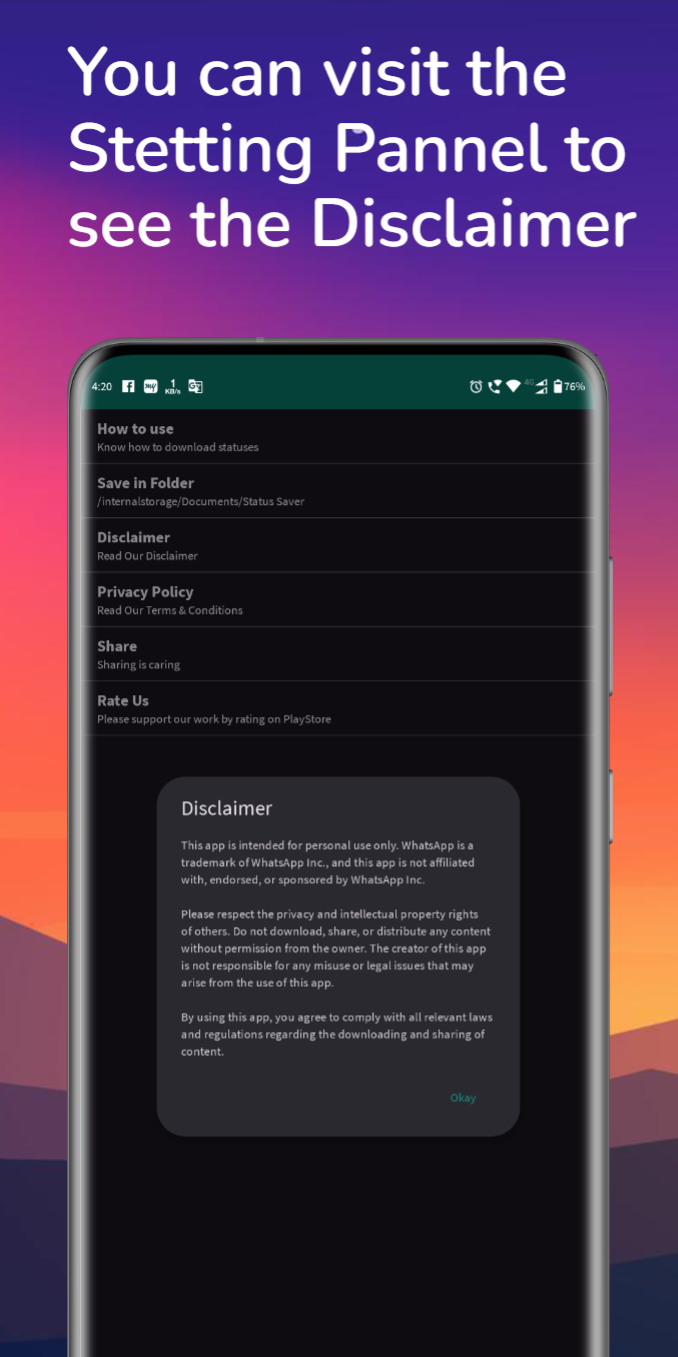 You can visit the
Stetting Pannel to
see the Disclaimer
4:20
my
1
KB/s
4G
76%
How to use
Know how to download statuses
Save in Folder
/internalstorage/Documents/Status Saver
Disclaimer
Read Our Disclaimer
Privacy Policy
Read Our Terms & Conditions
Share
Sharing is caring
Rate Us
Please support our work by rating on PlayStore
Disclaimer
This app is intended for personal use only. WhatsApp is a
trademark of WhatsApp Inc., and this app is not affiliated
with, endorsed, or sponsored by WhatsApp Inc.
Please respect the privacy and intellectual property rights
of others. Do not download, share, or distribute any content
without permission from the owner. The creator of this app
is not responsible for any misuse or legal issues that may
arise from the use of this app.
By using this app, you agree to comply with all relevant laws
and regulations regarding the downloading and sharing of
content.
Okay